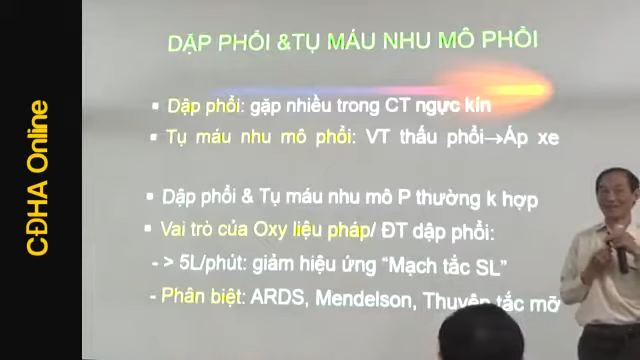 CĐHA Online
DẬP PHỔI &TỤ MÁU NHU MÔ PHỔI
▪ Dập phổi: gặp nhiều trong CT ngực kín
▪ Tụ máu nhu mô phổi: VT thấu phổi→Áp xe
▪ Dập phổi & Tụ máu nhu mô P thường k hợp
▪ Vai trò của Oxy liệu pháp/ ĐT dập phổi:
- > 5L/phút: giảm hiệu ứng "Mạch tắc SL"
- Phân biệt: ARDS, Mendelson, Thuyên tắc mỡ